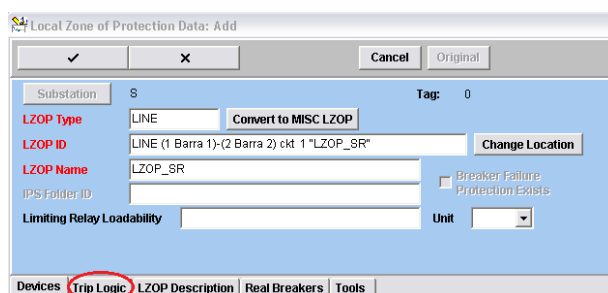 Local Zone of Protection Data: Add
Cancel Original
Substation S Tag: 0
LZOP Type LINE Convert to MISC LZOP
LZOP ID LINE (1 Barra 1)-(2 Barra 2) ckt 1 "LZOP_SR" Change Location
LZOP Name LZOP_SR
Breaker Failure
Protection Exists
IPS Folder ID
Limiting Relay Loadability Unit
Devices Trip Logic LZOP Description Real Breakers Tools